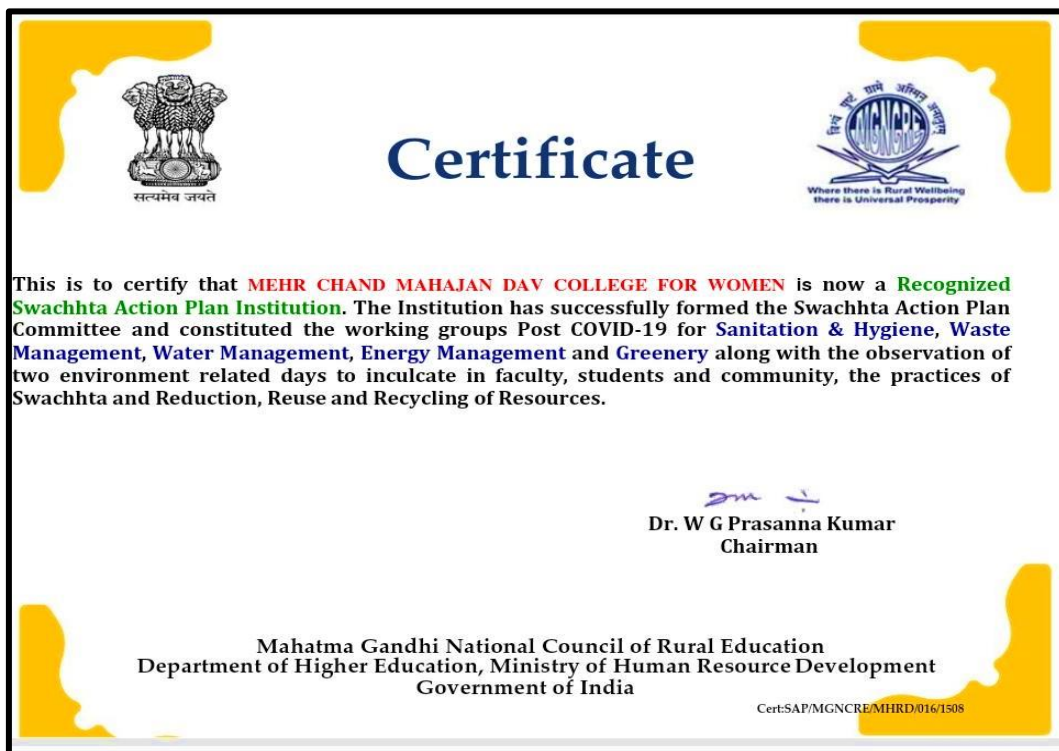 सत्यमेव जयते
Certificate
विश्वं पुष्टं ग्रामे अस्मिन् अनातुरम्
MGNCRE
Where there is Rural Wellbeing
there is Universal Prosperity
This is to certify that MEHR CHAND MAHAJAN DAV COLLEGE FOR WOMEN is now a Recognized
Swachhta Action Plan Institution. The Institution has successfully formed the Swachhta Action Plan
Committee and constituted the working groups Post COVID-19 for Sanitation & Hygiene, Waste
Management, Water Management, Energy Management and Greenery along with the observation of
two environment related days to inculcate in faculty, students and community, the practices of
Swachhta and Reduction, Reuse and Recycling of Resources.
Dr. W G Prasanna Kumar
Chairman
Mahatma Gandhi National Council of Rural Education
Department of Higher Education, Ministry of Human Resource Development
Government of India
Cert:SAP/MGNCRE/MHRD/016/1508